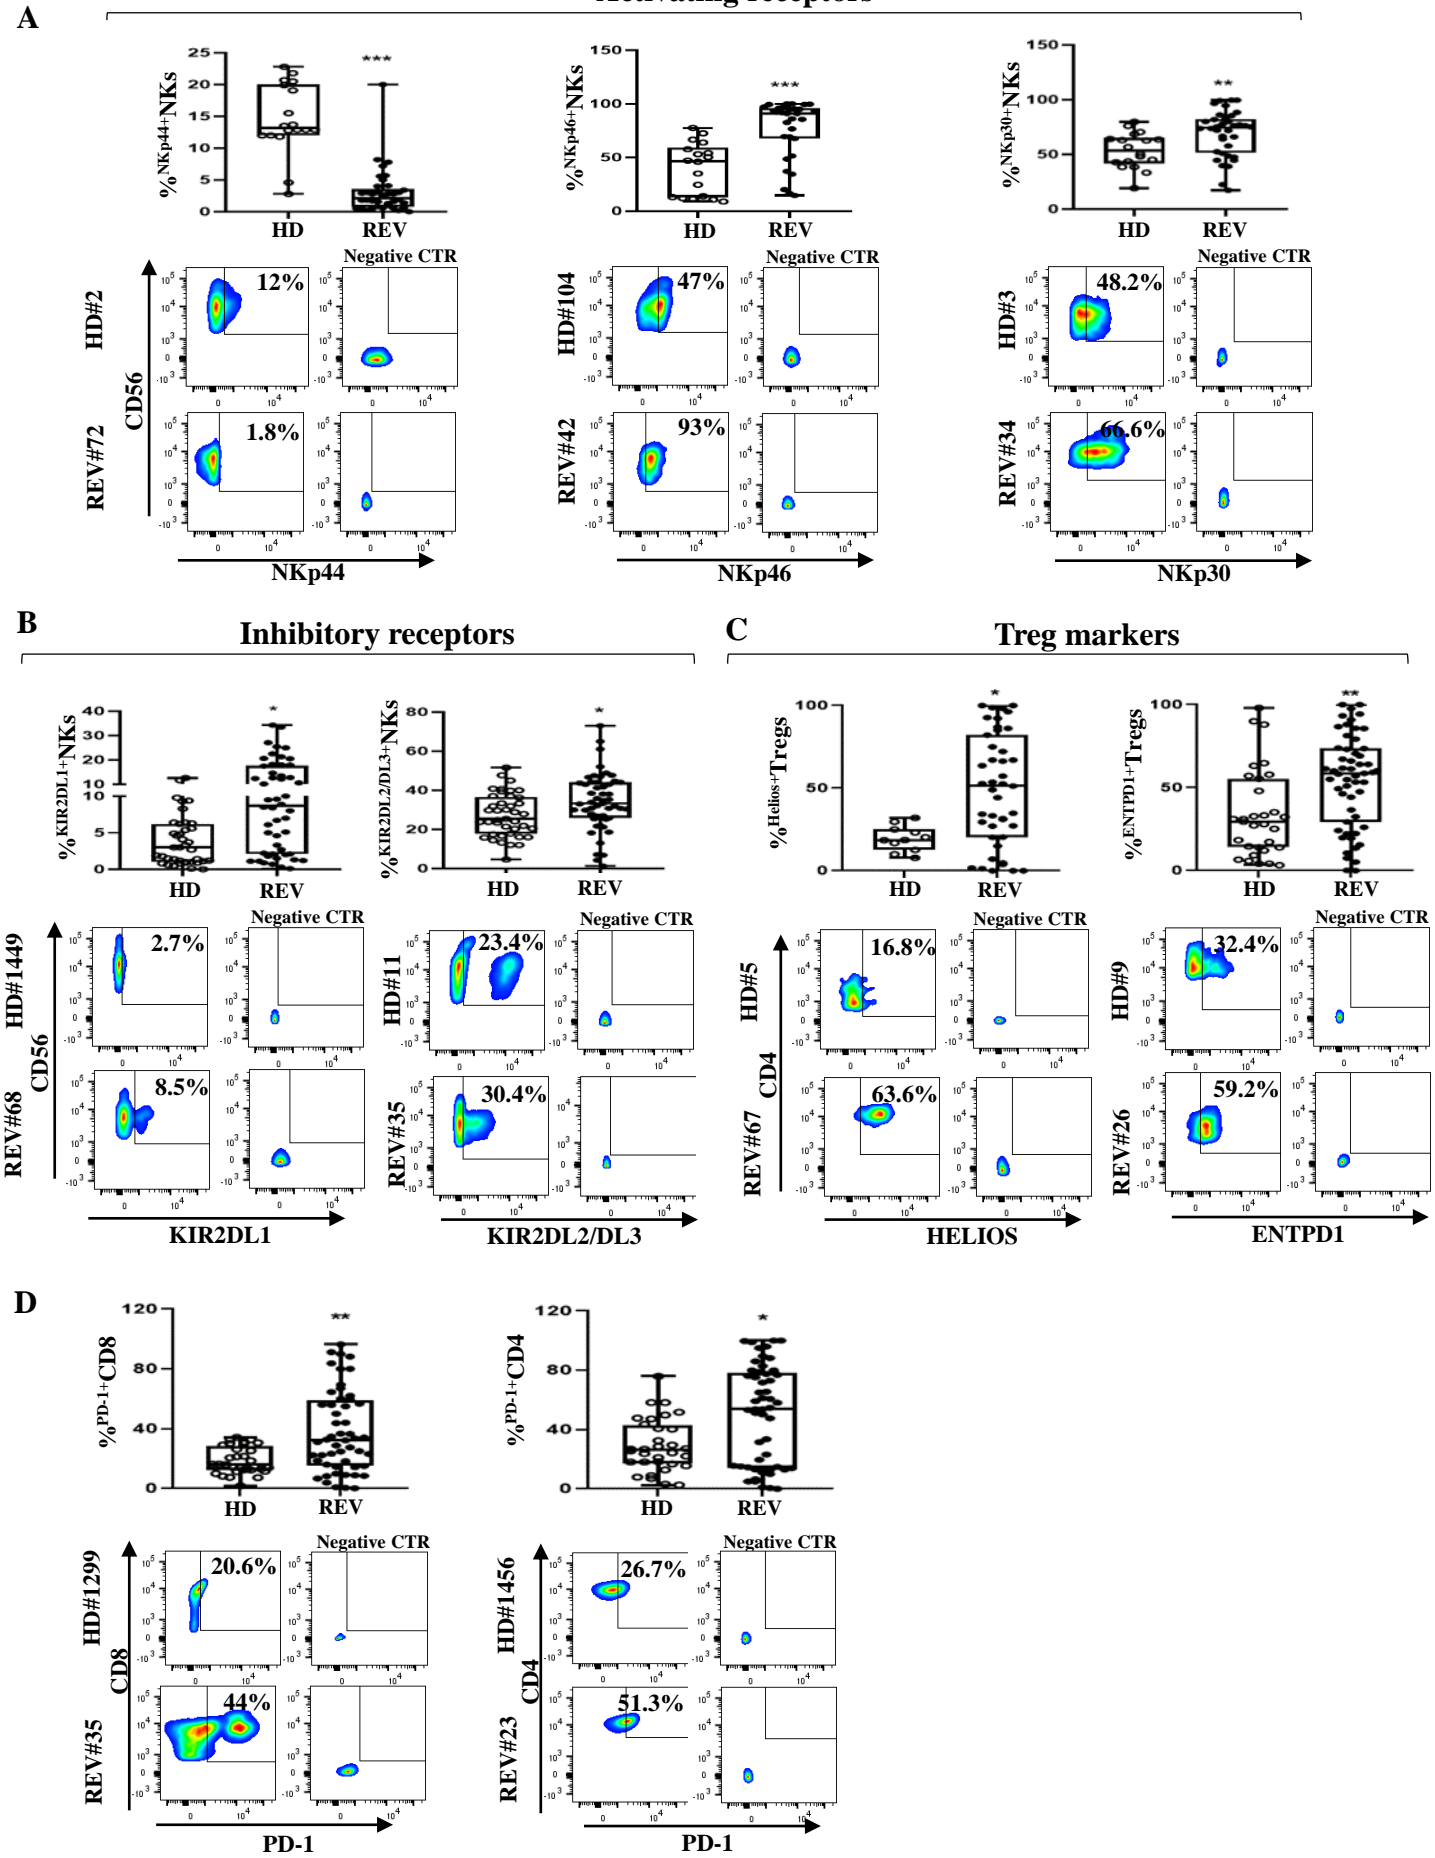 Activating receptors
A
%NKp44+NKs
25
20
15
10
5
0
***
HD
REV
%NKp46+NKs
150
100
50
0
***
HD
REV
%NKp30+NKs
150
100
50
0
**
HD
REV
Negative CTR
Negative CTR
Negative CTR
HD#2
12%
HD#104
47%
HD#3
48.2%
CD56
REV#72
1.8%
REV#42
93%
REV#34
66.6%
NKp44
NKp46
NKp30
B
Inhibitory receptors
C
Treg markers
%KIR2DL1+NKs
40
30
20
10
10
5
0
*
HD
REV
%KIR2DL2/DL3+NKs
80
60
40
20
0
*
HD
REV
%Helios+Tregs
100
50
0
*
HD
REV
%ENTPD1+Tregs
100
50
0
**
HD
REV
Negative CTR
Negative CTR
Negative CTR
Negative CTR
HD#1449
2.7%
HD#11
23.4%
HD#5
16.8%
HD#9
32.4%
CD56
CD4
REV#68
8.5%
REV#35
30.4%
REV#67
63.6%
REV#26
59.2%
KIR2DL1
KIR2DL2/DL3
HELIOS
ENTPD1
D
%PD-1+CD8
120
80
40
0
**
HD
REV
%PD-1+CD4
120
80
40
0
*
HD
REV
Negative CTR
Negative CTR
HD#1299
20.6%
HD#1456
26.7%
CD8
CD4
REV#35
44%
REV#23
51.3%
PD-1
PD-1